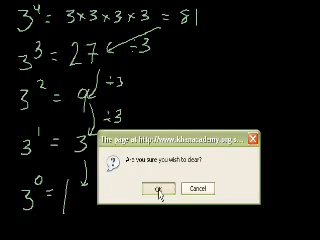 3⁴ = 3 × 3 × 3 × 3 = 81
3³ = 27 ÷3
3² = 9 ÷3
÷3
3¹ = 3
The page at http://www.khanacademy.org s...
Are you sure you wish to clear?
OK Cancel
3⁰ = 1